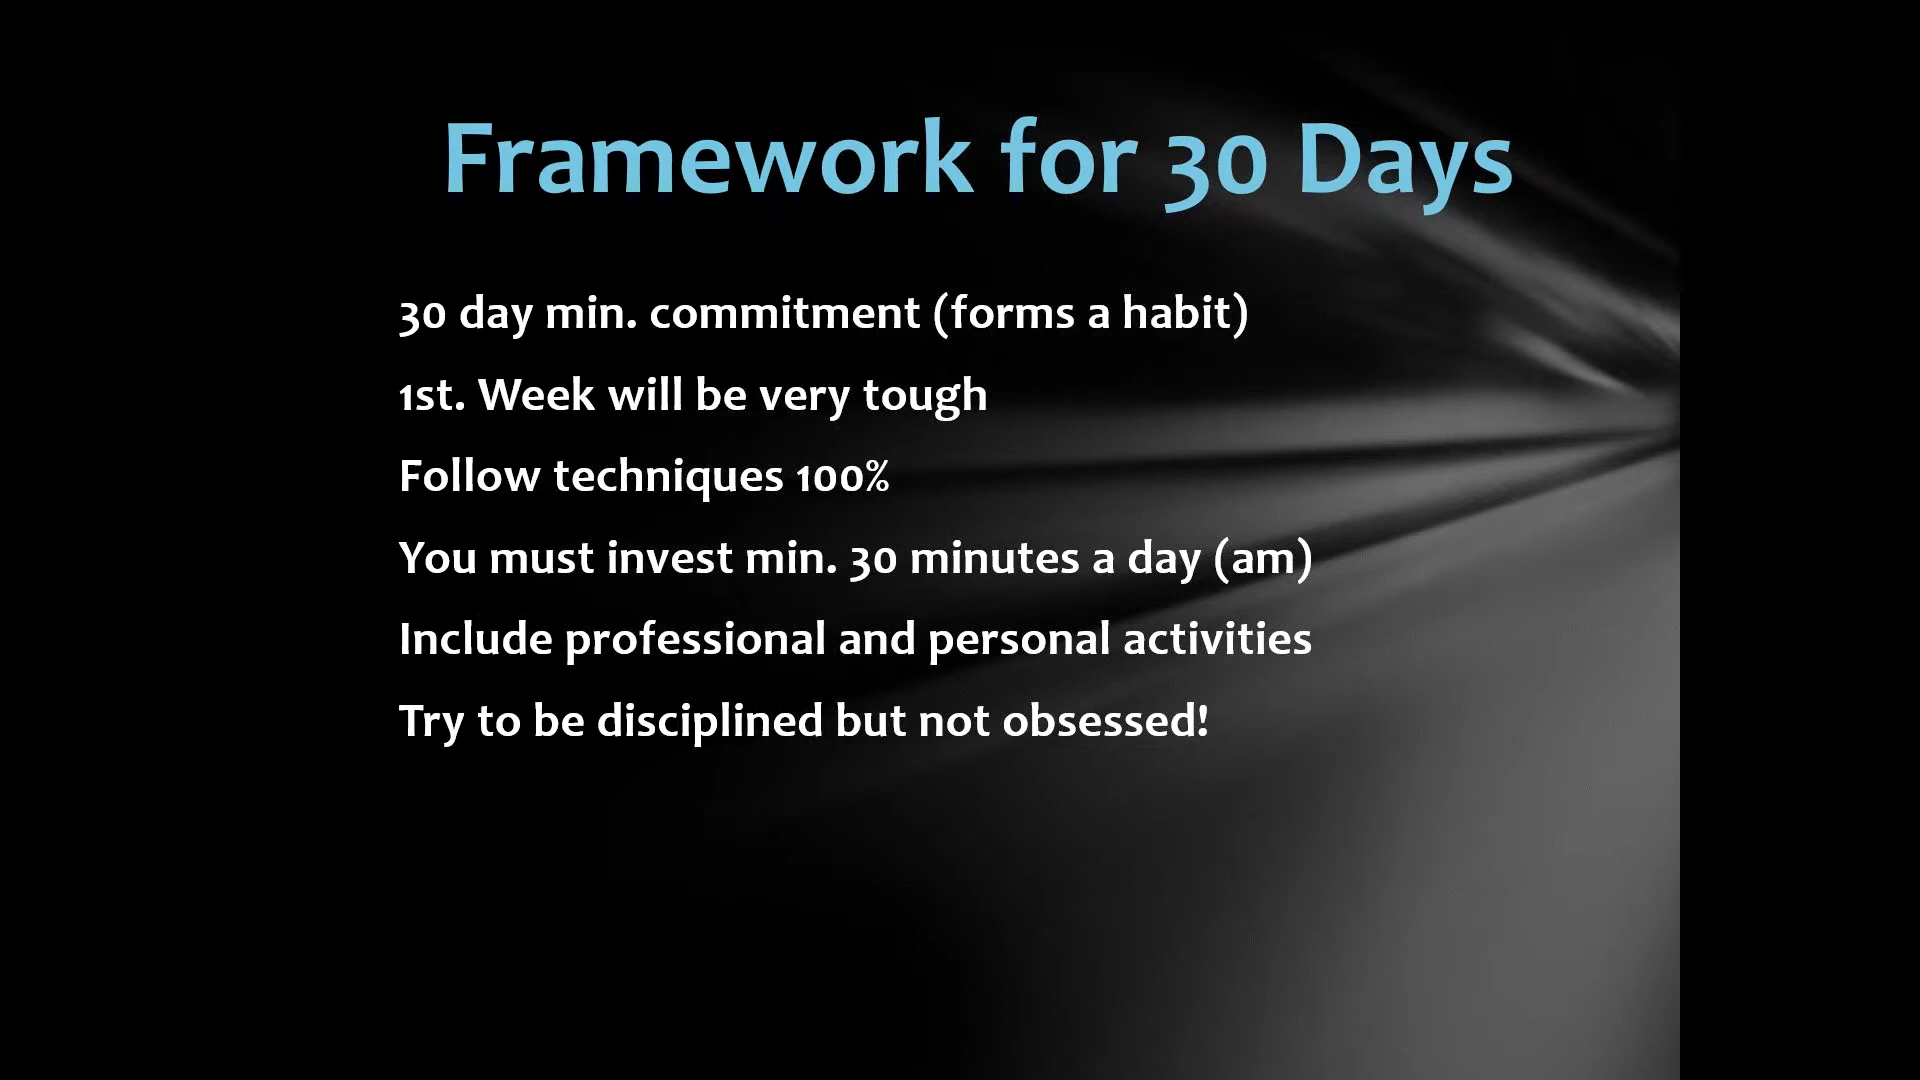 Framework for 30 Days
30 day min. commitment (forms a habit)
1st. Week will be very tough
Follow techniques 100%
You must invest min. 30 minutes a day (am)
Include professional and personal activities
Try to be disciplined but not obsessed!